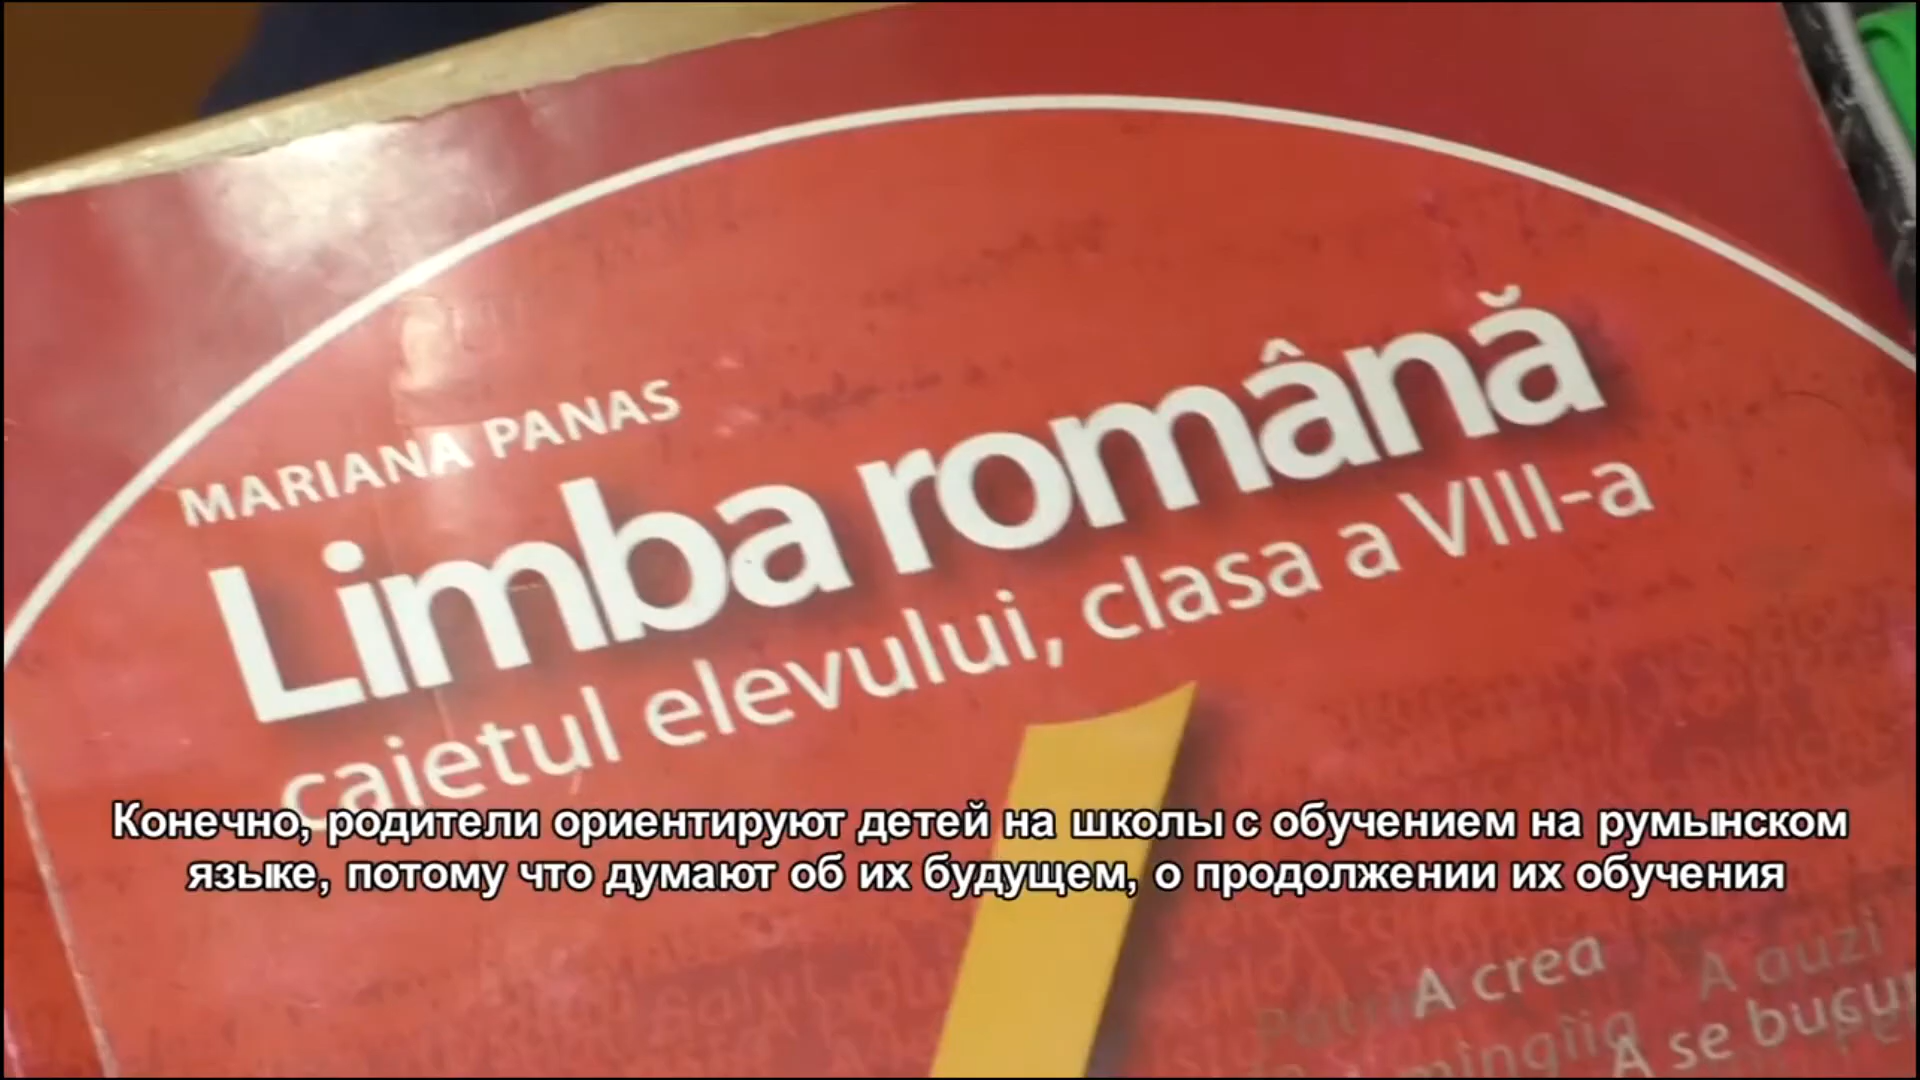 MARIANA PANAS
Limba română
caietul elevului, clasa a VIII-a
Конечно, родители ориентируют детей на школы с обучением на румынском
языке, потому что думают об их будущем, о продолжении их обучения
A crea
A auzi
A se bucur